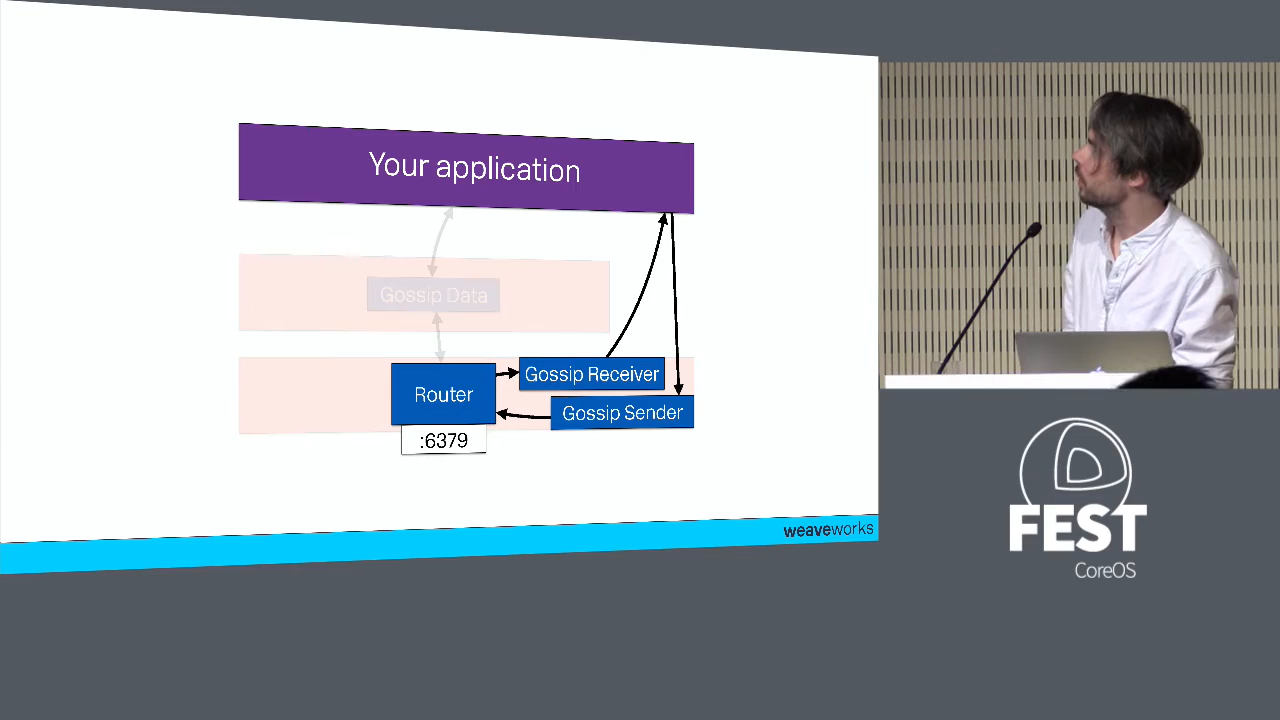 Your application
Gossip Data
Router
Gossip Receiver
Gossip Sender
:6379
weaveworks
FEST
CoreOS